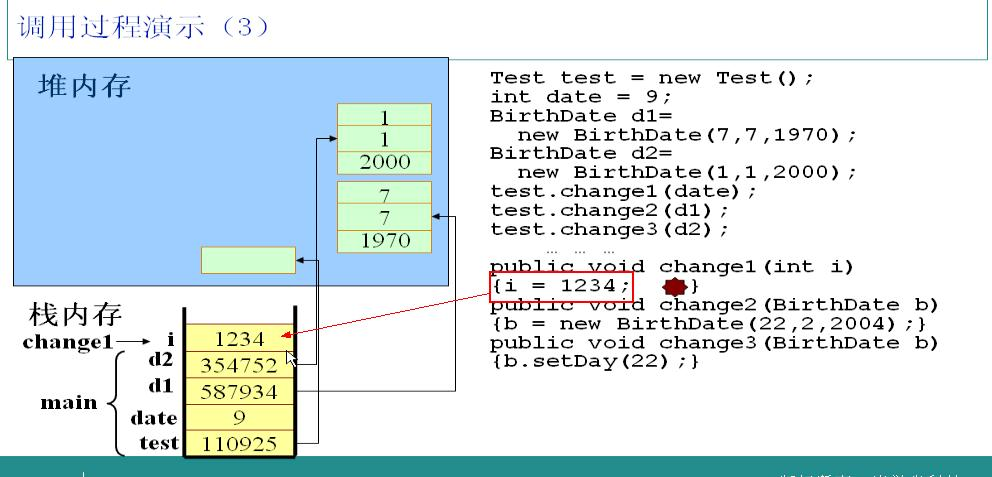 调用过程演示（3）
堆内存
1
1
2000
7
7
1970
Test test = new Test();
int date = 9;
BirthDate d1=
new BirthDate(7,7,1970);
BirthDate d2=
new BirthDate(1,1,2000);
test.change1(date);
test.change2(d1);
test.change3(d2);
… … …
public void change1(int i)
{i = 1234; }
public void change2(BirthDate b)
{b = new BirthDate(22,2,2004);}
public void change3(BirthDate b)
{b.setDay(22);}
栈内存
change1 i 1234
d2 354752
d1 587934
main
date 9
test 110925